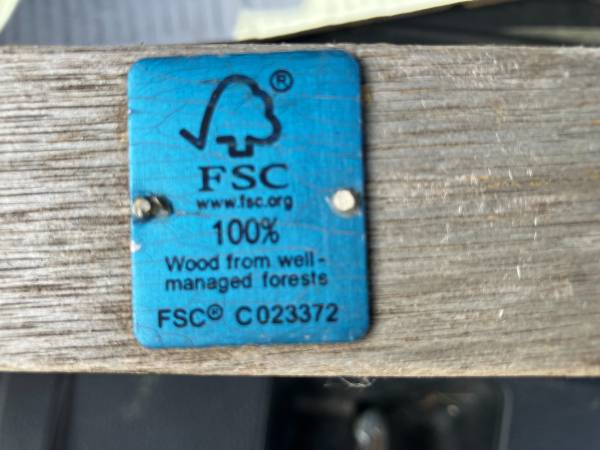 ®
FSC
www.fsc.org
100%
Wood from well-
managed forests
FSC® C023372